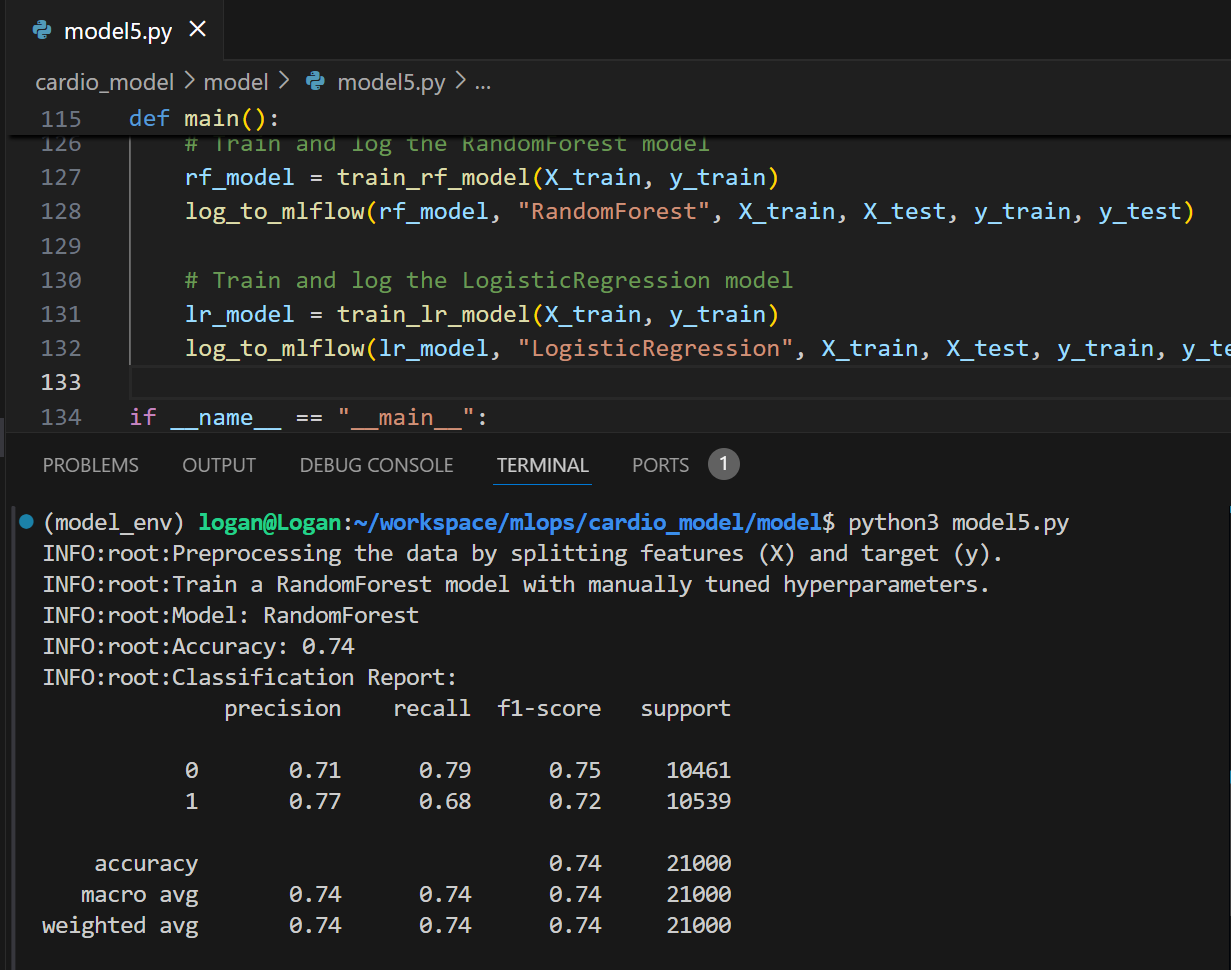 model5.py
cardio_model > model > model5.py > ...
115 def main():
126 # Train and log the RandomForest model
127 rf_model = train_rf_model(X_train, y_train)
128 log_to_mlflow(rf_model, "RandomForest", X_train, X_test, y_train, y_test)
129
130 # Train and log the LogisticRegression model
131 lr_model = train_lr_model(X_train, y_train)
132 log_to_mlflow(lr_model, "LogisticRegression", X_train, X_test, y_train, y_te
133
134 if __name__ == "__main__":
PROBLEMS OUTPUT DEBUG CONSOLE TERMINAL PORTS 1
(model_env) logan@Logan:~/workspace/mlops/cardio_model/model$ python3 model5.py
INFO:root:Preprocessing the data by splitting features (X) and target (y).
INFO:root:Train a RandomForest model with manually tuned hyperparameters.
INFO:root:Model: RandomForest
INFO:root:Accuracy: 0.74
INFO:root:Classification Report:
precision recall f1-score support
0 0.71 0.79 0.75 10461
1 0.77 0.68 0.72 10539
accuracy 0.74 21000
macro avg 0.74 0.74 0.74 21000
weighted avg 0.74 0.74 0.74 21000